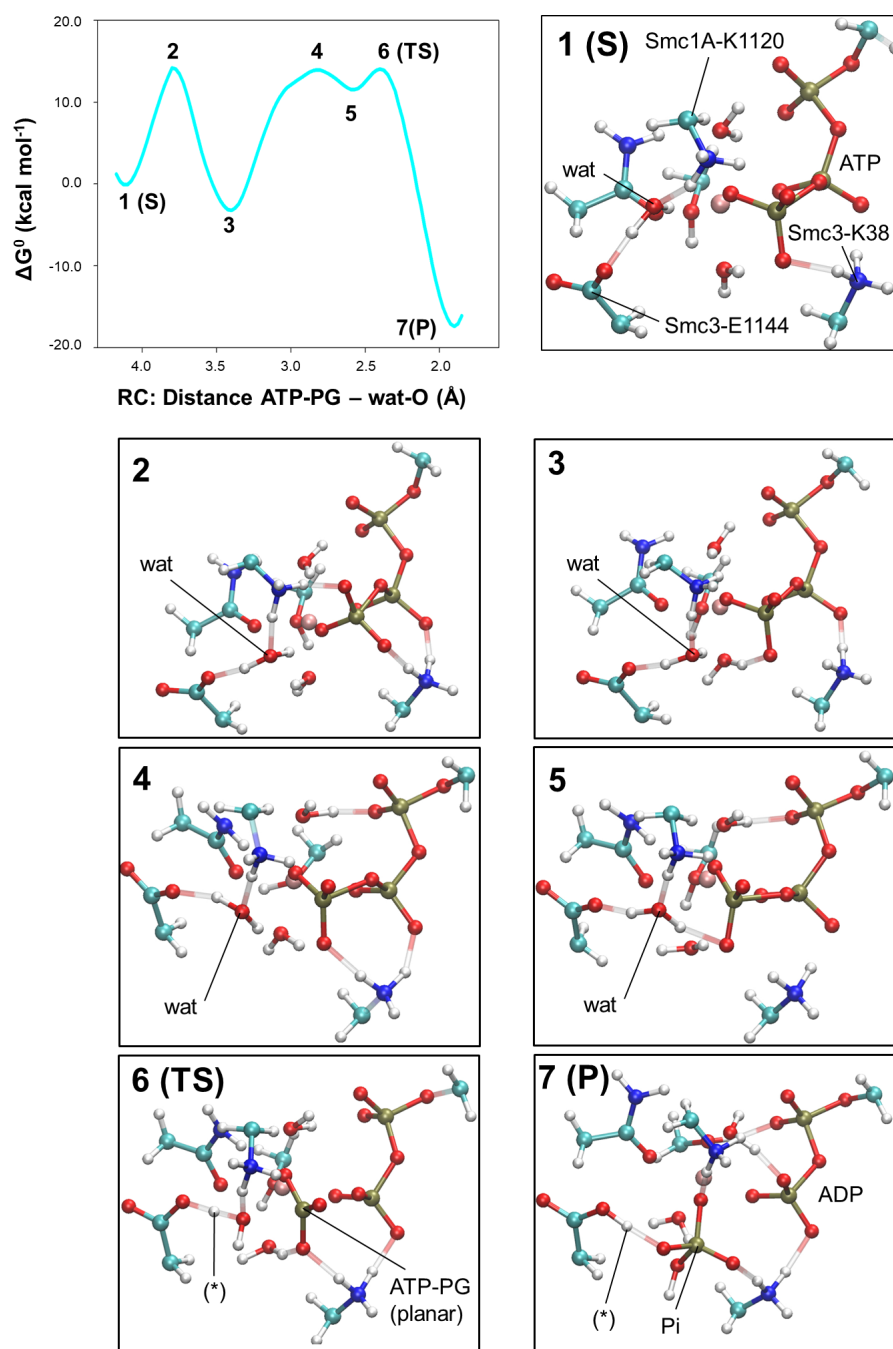 20.0
10.0
0.0
-10.0
-20.0
ΔG⁰ (kcal mol⁻¹)
2
4
6 (TS)
5
1 (S)
3
7(P)
4.0
3.5
3.0
2.5
2.0
RC: Distance ATP-PG – wat-O (Å)
1 (S)
Smc1A-K1120
wat
ATP
Smc3-K38
Smc3-E1144
2
wat
3
wat
4
wat
5
wat
6 (TS)
(*)
ATP-PG
(planar)
7 (P)
ADP
(*)
Pi